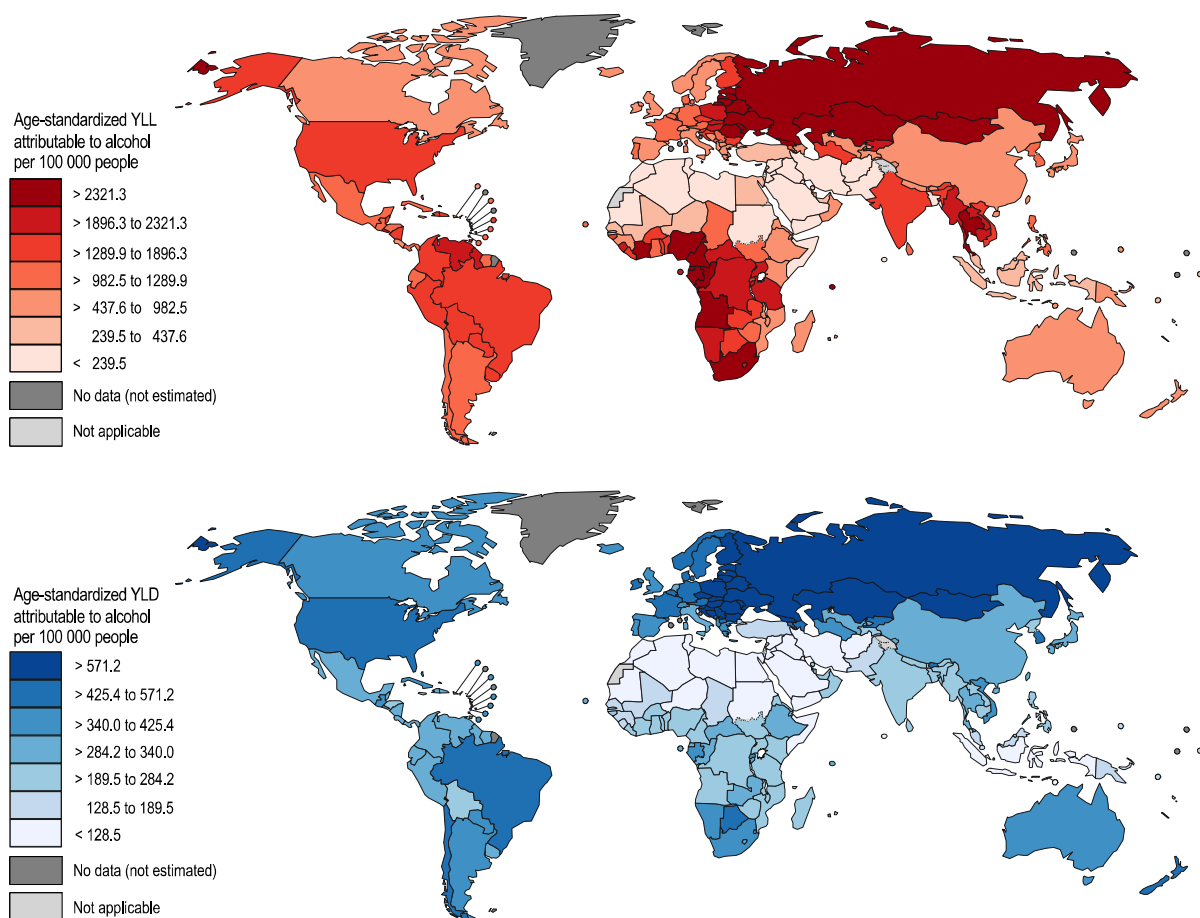 Age-standardized YLL
attributable to alcohol
per 100 000 people
> 2321.3
> 1896.3 to 2321.3
> 1289.9 to 1896.3
> 982.5 to 1289.9
> 437.6 to 982.5
239.5 to 437.6
< 239.5
No data (not estimated)
Not applicable
Age-standardized YLD
attributable to alcohol
per 100 000 people
> 571.2
> 425.4 to 571.2
> 340.0 to 425.4
> 284.2 to 340.0
> 189.5 to 284.2
128.5 to 189.5
< 128.5
No data (not estimated)
Not applicable